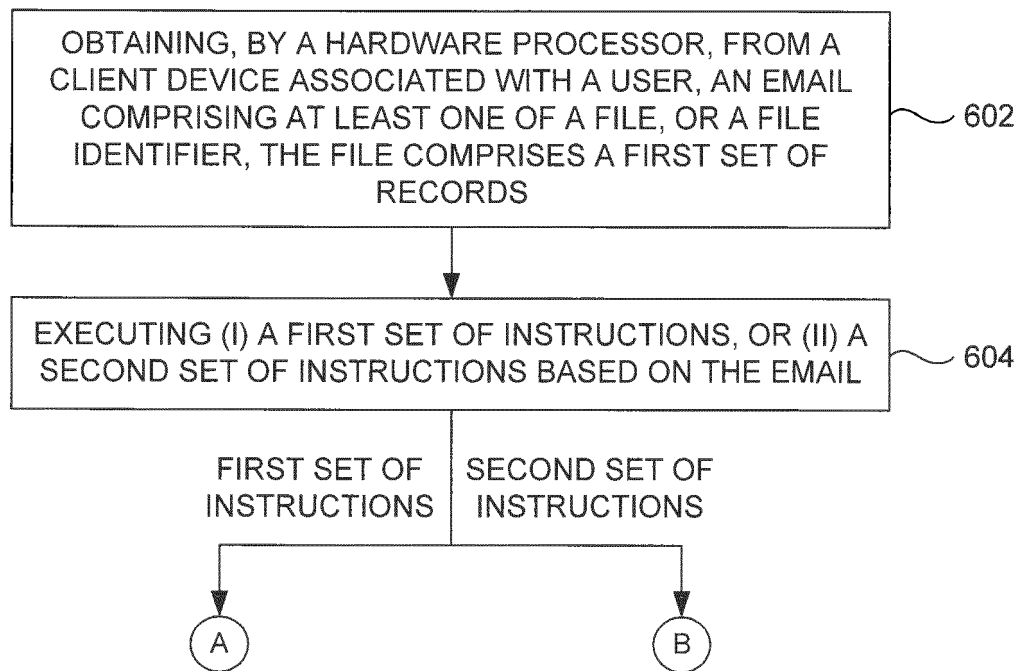 OBTAINING, BY A HARDWARE PROCESSOR, FROM A
CLIENT DEVICE ASSOCIATED WITH A USER, AN EMAIL
COMPRISING AT LEAST ONE OF A FILE, OR A FILE
IDENTIFIER, THE FILE COMPRISES A FIRST SET OF
RECORDS
602
EXECUTING (I) A FIRST SET OF INSTRUCTIONS, OR (II) A
SECOND SET OF INSTRUCTIONS BASED ON THE EMAIL
604
FIRST SET OF
INSTRUCTIONS
SECOND SET OF
INSTRUCTIONS
A
B